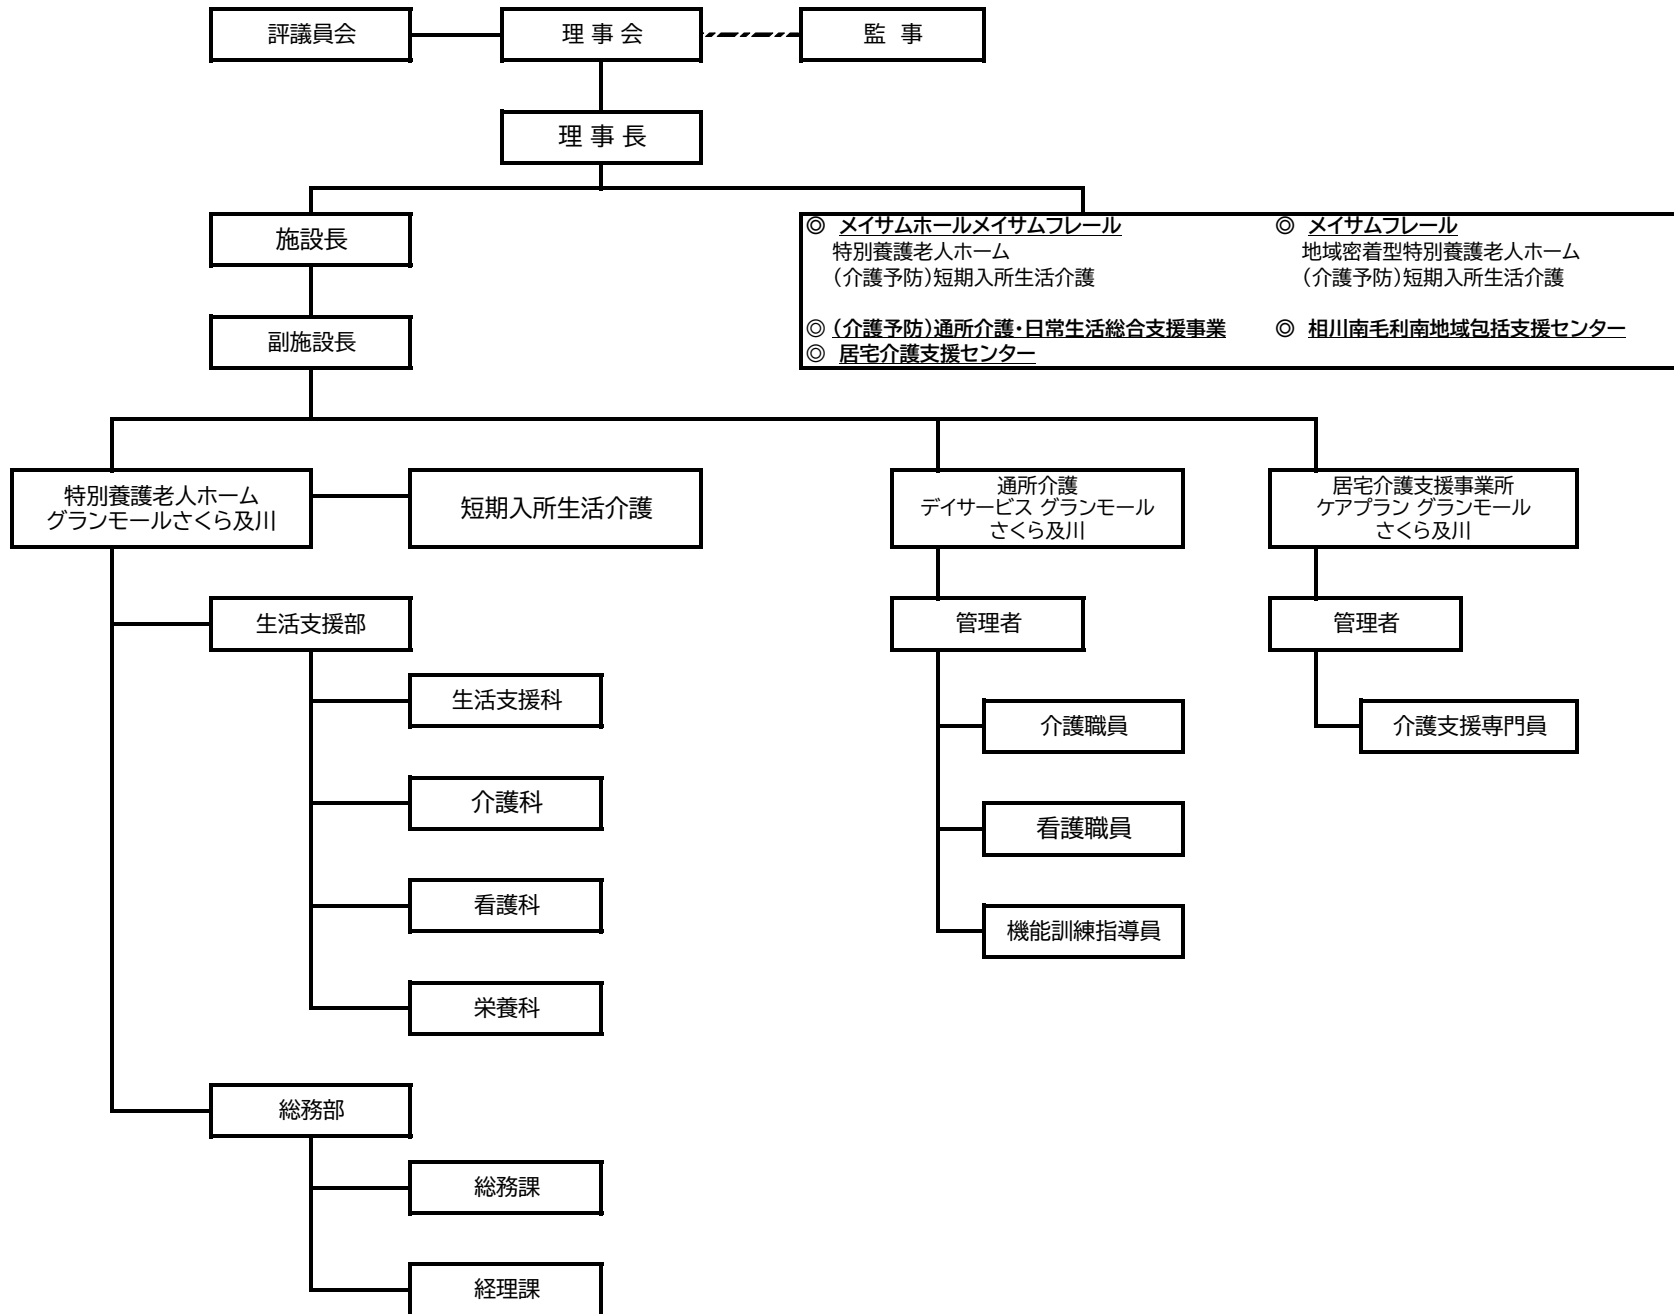 評議員会
理 事 会
監 事
理 事 長
施設長
◎ メイサムホールメイサムフレール
特別養護老人ホーム
(介護予防)短期入所生活介護
◎ メイサムフレール
地域密着型特別養護老人ホーム
(介護予防)短期入所生活介護
◎ (介護予防)通所介護・日常生活総合支援事業
◎ 相川南毛利南地域包括支援センター
◎ 居宅介護支援センター
副施設長
特別養護老人ホーム
グランモールさくら及川
短期入所生活介護
通所介護
デイサービス グランモール
さくら及川
居宅介護支援事業所
ケアプラン グランモール
さくら及川
生活支援部
管理者
管理者
生活支援科
介護職員
介護支援専門員
介護科
看護職員
看護科
機能訓練指導員
栄養科
総務部
総務課
経理課